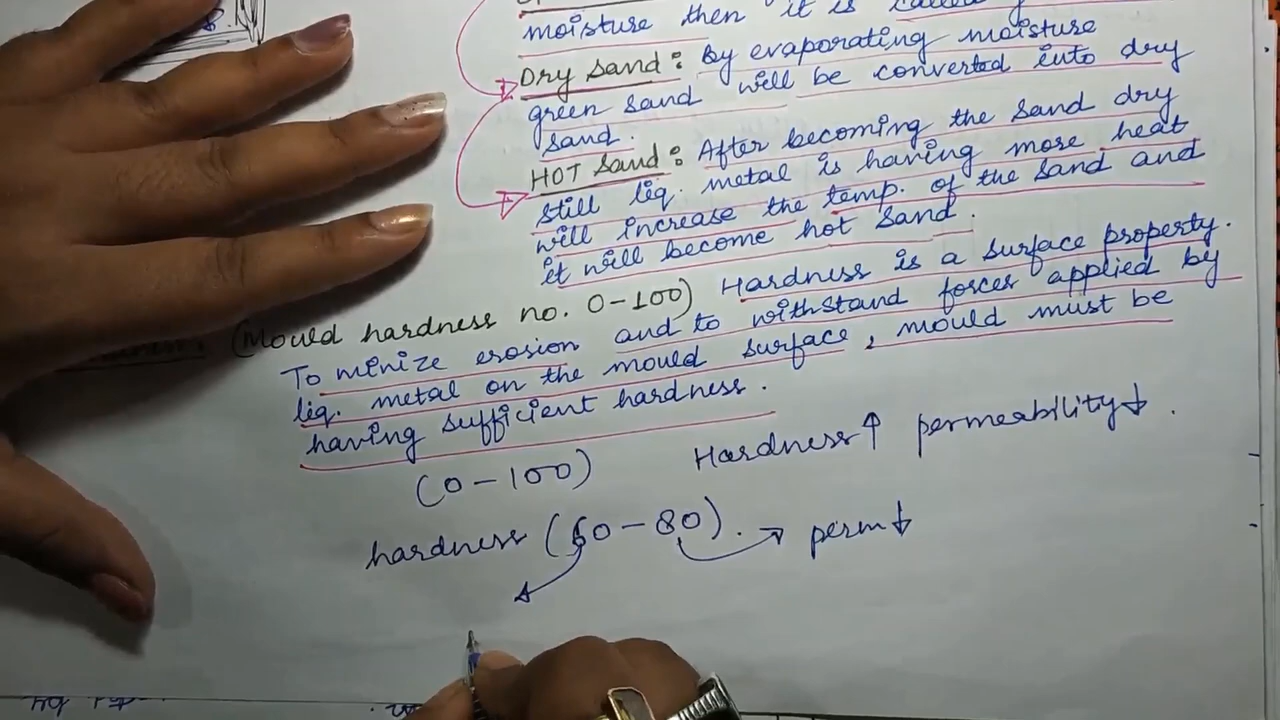 moisture then it is called
Dry Sand : By evaporating moisture
green sand will be converted into dry
sand.
HOT Sand : After becoming the Sand dry
still liq. metal is having more heat
will increase the temp. of the Sand and
it will become hot Sand.
(Mould hardness no. 0-100) Hardness is a surface property.
To minize erosion and to withstand forces applied by
liq. metal on the mould surface, mould must be
having sufficient hardness.
(0-100) Hardness↑ permeability↓.
hardness (60-80). → perm↓